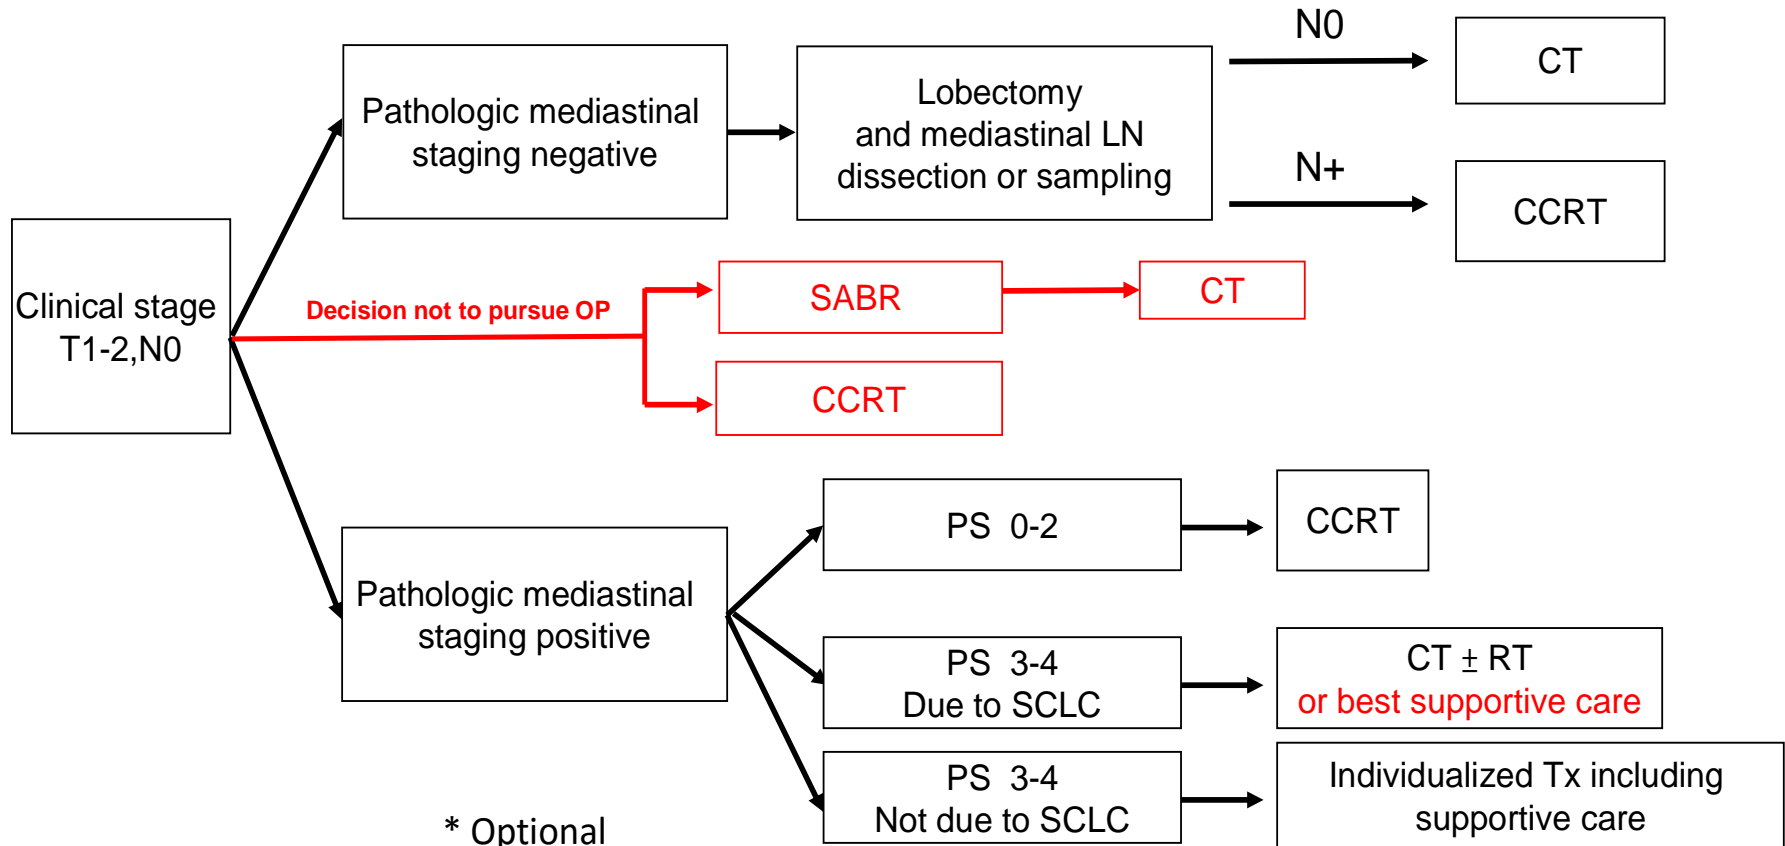 Clinical stage
T1-2,N0
Pathologic mediastinal
staging negative
Lobectomy
and mediastinal LN
dissection or sampling
N0
CT
N+
CCRT
Decision not to pursue OP
SABR
CT
CCRT
Pathologic mediastinal
staging positive
PS 0-2
CCRT
PS 3-4
Due to SCLC
CT ± RT
or best supportive care
PS 3-4
Not due to SCLC
Individualized Tx including
supportive care
* Optional